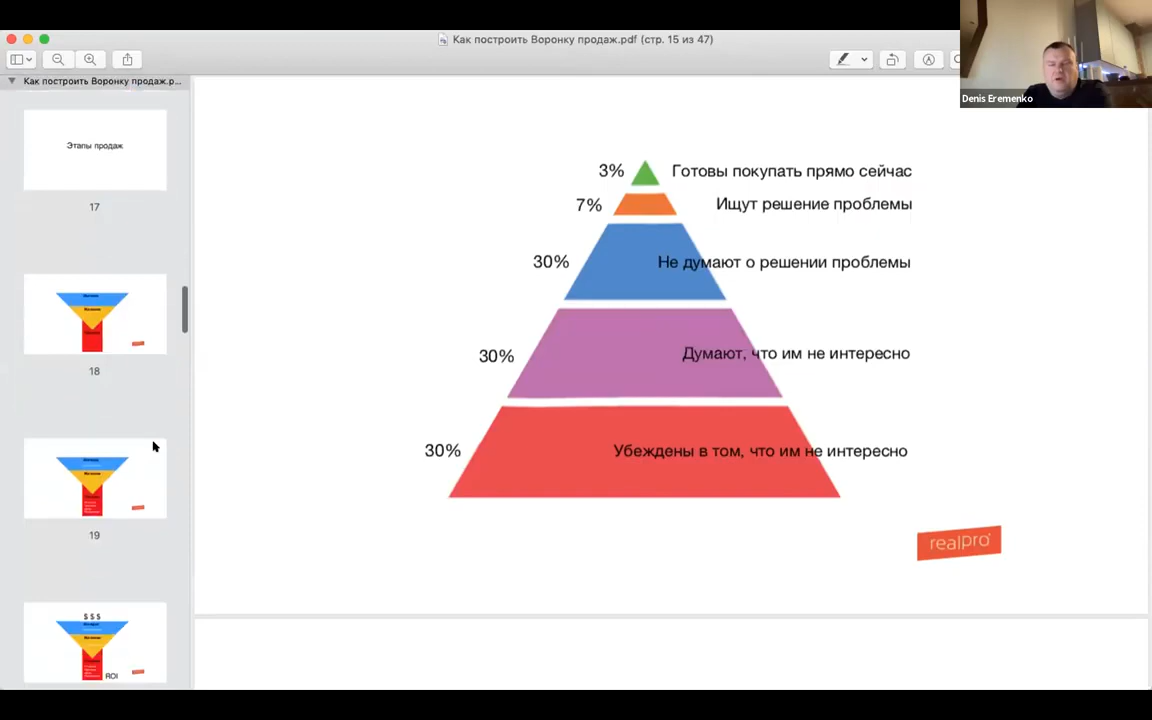 Как построить Воронку продаж.pdf (стр. 15 из 47)
Denis Eremenko
Как построить Воронку продаж.p...
Этапы продаж
17
18
19
$ $ $
ROI
3% Готовы покупать прямо сейчас
7% Ищут решение проблемы
30% Не думают о решении проблемы
30% Думают, что им не интересно
30% Убеждены в том, что им не интересно
realpro